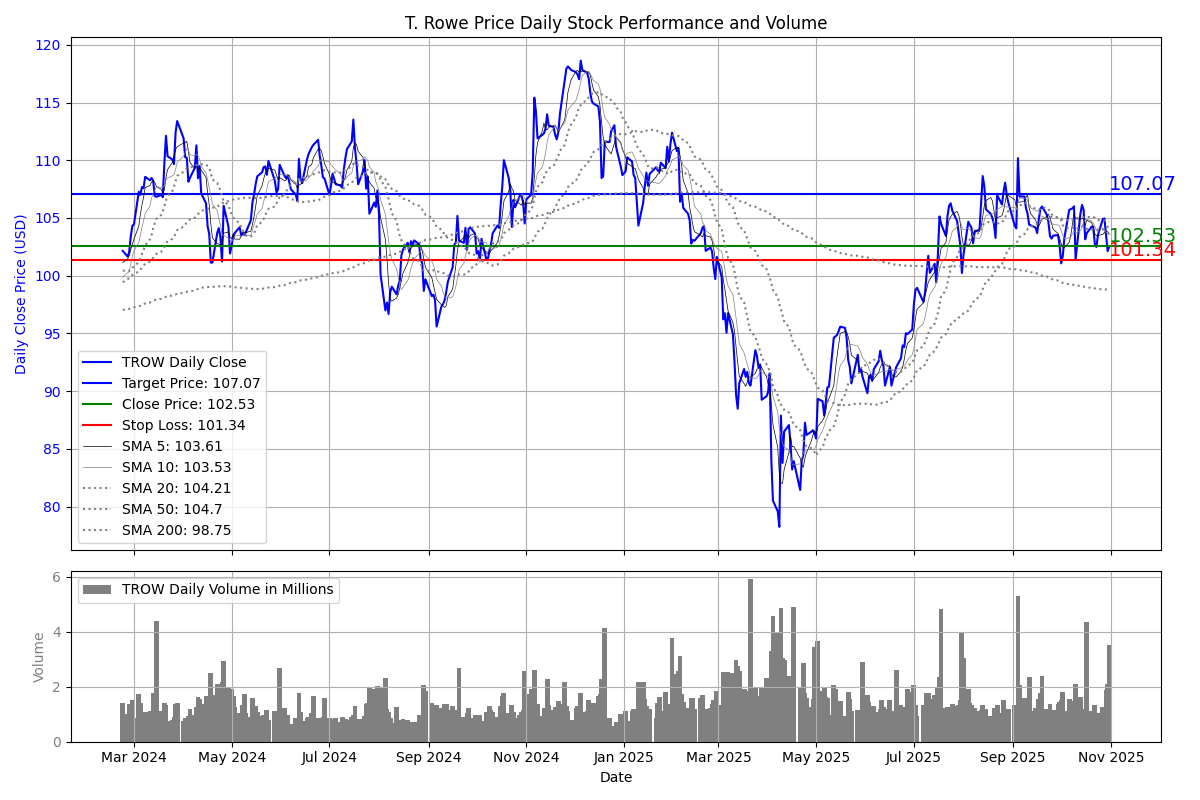 T. Rowe Price Daily Stock Performance and Volume
Daily Close Price (USD)
120
115
110
105
100
95
90
85
80
107.07
102.53
101.34
TROW Daily Close
Target Price: 107.07
Close Price: 102.53
Stop Loss: 101.34
SMA 5: 103.61
SMA 10: 103.53
SMA 20: 104.21
SMA 50: 104.7
SMA 200: 98.75
Volume
6
4
2
0
TROW Daily Volume in Millions
Mar 2024
May 2024
Jul 2024
Sep 2024
Nov 2024
Jan 2025
Mar 2025
May 2025
Jul 2025
Sep 2025
Nov 2025
Date